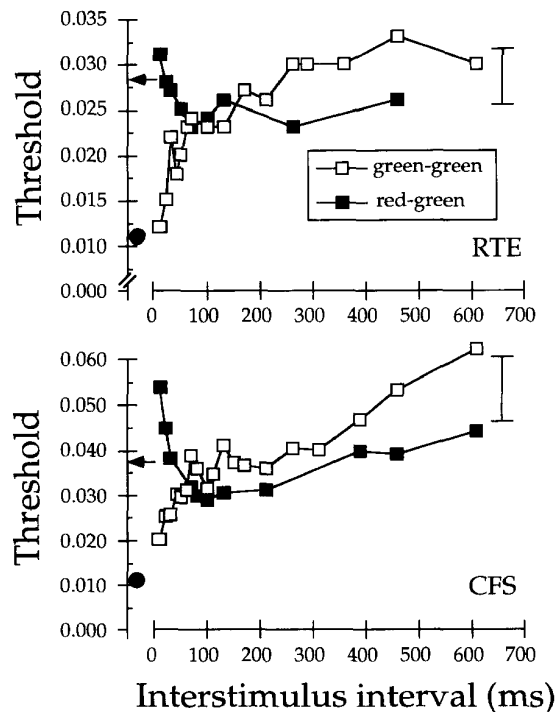 Threshold
0.035
0.030
0.025
0.020
0.015
0.010
0.000
green-green
red-green
RTE
0 100 200 300 400 500 600 700
Threshold
0.060
0.050
0.040
0.030
0.020
0.010
0.000
CFS
0 100 200 300 400 500 600 700
Interstimulus interval (ms)